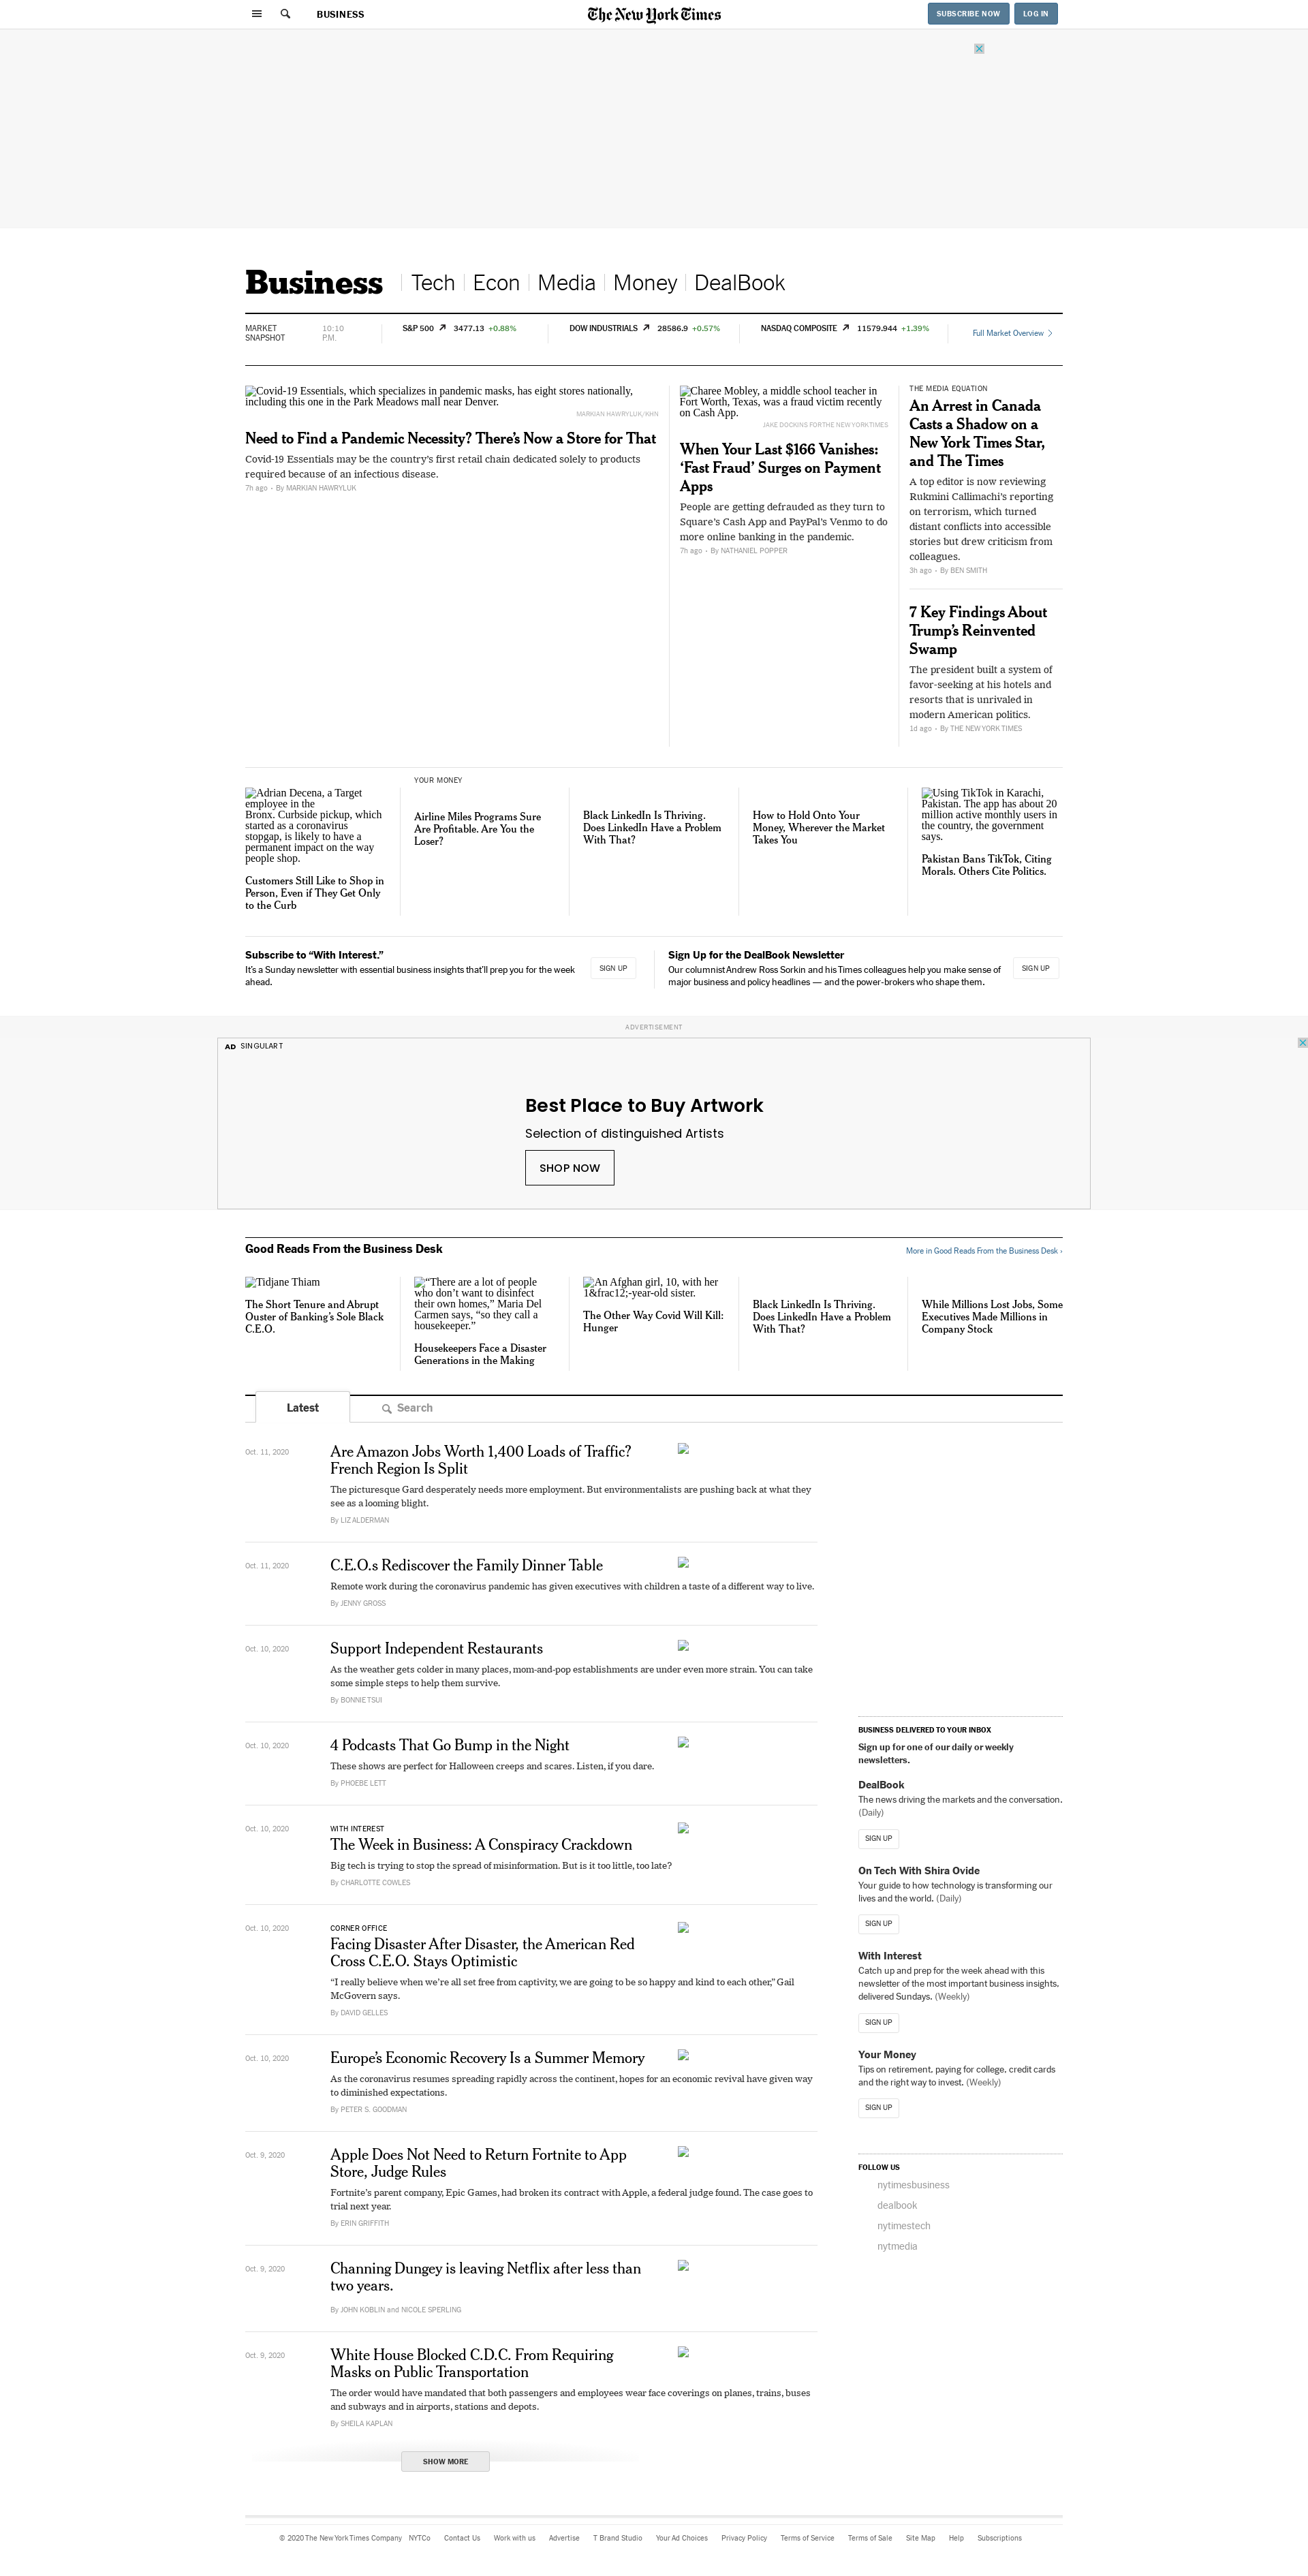 BUSINESS
The New York Times
SUBSCRIBE NOW
LOG IN
Business
Tech
Econ
Media
Money
DealBook
MARKET SNAPSHOT
10:10 P.M.
S&P 500 3477.13 +0.88%
DOW INDUSTRIALS 28586.9 +0.57%
NASDAQ COMPOSITE 11579.944 +1.39%
Full Market Overview
Covid-19 Essentials, which specializes in pandemic masks, has eight stores nationally,
including this one in the Park Meadows mall near Denver.
MARKIAN HAWRYLUK/KHN
Need to Find a Pandemic Necessity? There’s Now a Store for That
Covid-19 Essentials may be the country’s first retail chain dedicated solely to products
required because of an infectious disease.
7h ago • By MARKIAN HAWRYLUK
Charee Mobley, a middle school teacher in
Fort Worth, Texas, was a fraud victim recently
on Cash App.
JAKE DOCKINS FOR THE NEW YORK TIMES
When Your Last $166 Vanishes:
‘Fast Fraud’ Surges on Payment
Apps
People are getting defrauded as they turn to
Square’s Cash App and PayPal’s Venmo to do
more online banking in the pandemic.
7h ago • By NATHANIEL POPPER
THE MEDIA EQUATION
An Arrest in Canada
Casts a Shadow on a
New York Times Star,
and The Times
A top editor is now reviewing
Rukmini Callimachi’s reporting
on terrorism, which turned
distant conflicts into accessible
stories but drew criticism from
colleagues.
3h ago • By BEN SMITH
7 Key Findings About
Trump’s Reinvented
Swamp
The president built a system of
favor-seeking at his hotels and
resorts that is unrivaled in
modern American politics.
1d ago • By THE NEW YORK TIMES
Adrian Decena, a Target
employee in the
Bronx. Curbside pickup, which
started as a coronavirus
stopgap, is likely to have a
permanent impact on the way
people shop.
Customers Still Like to Shop in
Person, Even if They Get Only
to the Curb
YOUR MONEY
Airline Miles Programs Sure
Are Profitable. Are You the
Loser?
Black LinkedIn Is Thriving.
Does LinkedIn Have a Problem
With That?
How to Hold Onto Your
Money, Wherever the Market
Takes You
Using TikTok in Karachi,
Pakistan. The app has about 20
million active monthly users in
the country, the government
says.
Pakistan Bans TikTok, Citing
Morals. Others Cite Politics.
Subscribe to “With Interest.”
It’s a Sunday newsletter with essential business insights that’ll prep you for the week
ahead.
SIGN UP
Sign Up for the DealBook Newsletter
Our columnist Andrew Ross Sorkin and his Times colleagues help you make sense of
major business and policy headlines — and the power-brokers who shape them.
SIGN UP
ADVERTISEMENT
AD SINGULART
Best Place to Buy Artwork
Selection of distinguished Artists
SHOP NOW
Good Reads From the Business Desk
More in Good Reads From the Business Desk ›
Tidjane Thiam
The Short Tenure and Abrupt
Ouster of Banking’s Sole Black
C.E.O.
“There are a lot of people
who don’t want to disinfect
their own homes,” Maria Del
Carmen says, “so they call a
housekeeper.”
Housekeepers Face a Disaster
Generations in the Making
An Afghan girl, 10, with her
1&frac12;-year-old sister.
The Other Way Covid Will Kill:
Hunger
Black LinkedIn Is Thriving.
Does LinkedIn Have a Problem
With That?
While Millions Lost Jobs, Some
Executives Made Millions in
Company Stock
Latest
Search
Oct. 11, 2020
Are Amazon Jobs Worth 1,400 Loads of Traffic?
French Region Is Split
The picturesque Gard desperately needs more employment. But environmentalists are pushing back at what they
see as a looming blight.
By LIZ ALDERMAN
Oct. 11, 2020
C.E.O.s Rediscover the Family Dinner Table
Remote work during the coronavirus pandemic has given executives with children a taste of a different way to live.
By JENNY GROSS
Oct. 10, 2020
Support Independent Restaurants
As the weather gets colder in many places, mom-and-pop establishments are under even more strain. You can take
some simple steps to help them survive.
By BONNIE TSUI
Oct. 10, 2020
4 Podcasts That Go Bump in the Night
These shows are perfect for Halloween creeps and scares. Listen, if you dare.
By PHOEBE LETT
Oct. 10, 2020
WITH INTEREST
The Week in Business: A Conspiracy Crackdown
Big tech is trying to stop the spread of misinformation. But is it too little, too late?
By CHARLOTTE COWLES
Oct. 10, 2020
CORNER OFFICE
Facing Disaster After Disaster, the American Red
Cross C.E.O. Stays Optimistic
“I really believe when we’re all set free from captivity, we are going to be so happy and kind to each other,” Gail
McGovern says.
By DAVID GELLES
Oct. 10, 2020
Europe’s Economic Recovery Is a Summer Memory
As the coronavirus resumes spreading rapidly across the continent, hopes for an economic revival have given way
to diminished expectations.
By PETER S. GOODMAN
Oct. 9, 2020
Apple Does Not Need to Return Fortnite to App
Store, Judge Rules
Fortnite’s parent company, Epic Games, had broken its contract with Apple, a federal judge found. The case goes to
trial next year.
By ERIN GRIFFITH
Oct. 9, 2020
Channing Dungey is leaving Netflix after less than
two years.
By JOHN KOBLIN and NICOLE SPERLING
Oct. 9, 2020
White House Blocked C.D.C. From Requiring
Masks on Public Transportation
The order would have mandated that both passengers and employees wear face coverings on planes, trains, buses
and subways and in airports, stations and depots.
By SHEILA KAPLAN
SHOW MORE
BUSINESS DELIVERED TO YOUR INBOX
Sign up for one of our daily or weekly
newsletters.
DealBook
The news driving the markets and the conversation.
(Daily)
SIGN UP
On Tech With Shira Ovide
Your guide to how technology is transforming our
lives and the world. (Daily)
SIGN UP
With Interest
Catch up and prep for the week ahead with this
newsletter of the most important business insights,
delivered Sundays. (Weekly)
SIGN UP
Your Money
Tips on retirement, paying for college, credit cards
and the right way to invest. (Weekly)
SIGN UP
FOLLOW US
nytimesbusiness
dealbook
nytimestech
nytmedia
© 2020 The New York Times Company NYTCo Contact Us Work with us Advertise T Brand Studio Your Ad Choices Privacy Policy Terms of Service Terms of Sale Site Map Help Subscriptions